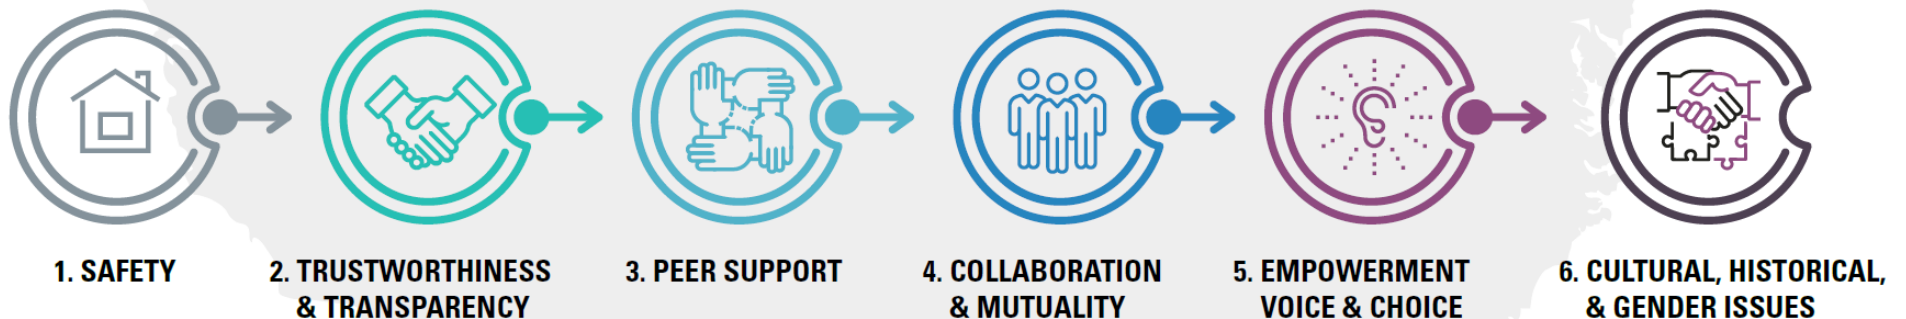 1. SAFETY
2. TRUSTWORTHINESS
& TRANSPARENCY
3. PEER SUPPORT
4. COLLABORATION
& MUTUALITY
5. EMPOWERMENT
VOICE & CHOICE
6. CULTURAL, HISTORICAL,
& GENDER ISSUES